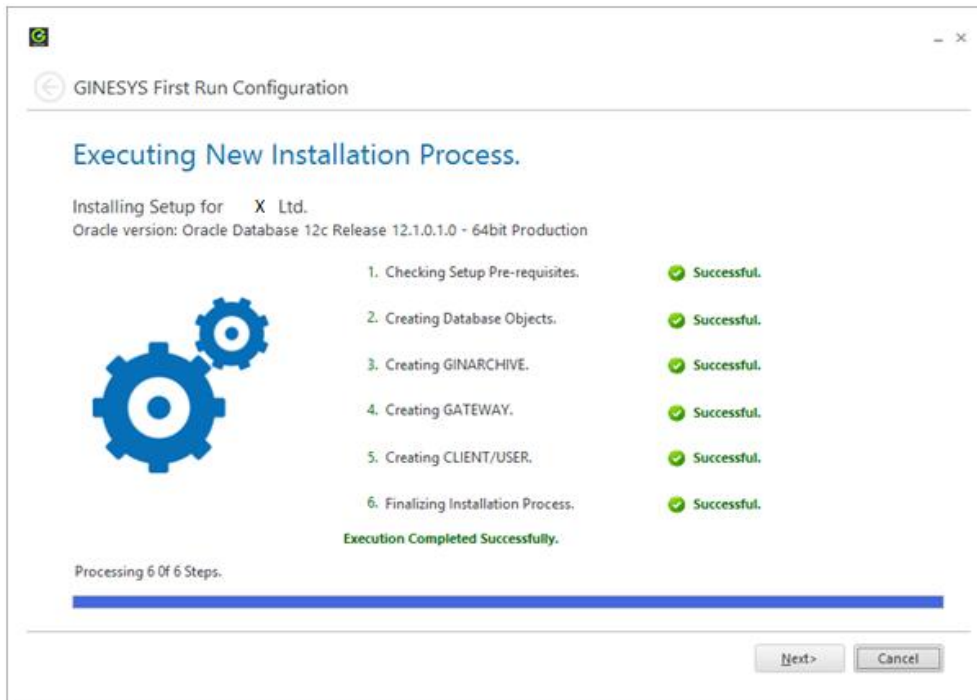 GINESYS First Run Configuration
Executing New Installation Process.
Installing Setup for X Ltd.
Oracle version: Oracle Database 12c Release 12.1.0.1.0 - 64bit Production
1. Checking Setup Pre-requisites. Successful.
2. Creating Database Objects. Successful.
3. Creating GINARCHIVE. Successful.
4. Creating GATEWAY. Successful.
5. Creating CLIENT/USER. Successful.
6. Finalizing Installation Process. Successful.
Execution Completed Successfully.
Processing 6 Of 6 Steps.
Next> Cancel